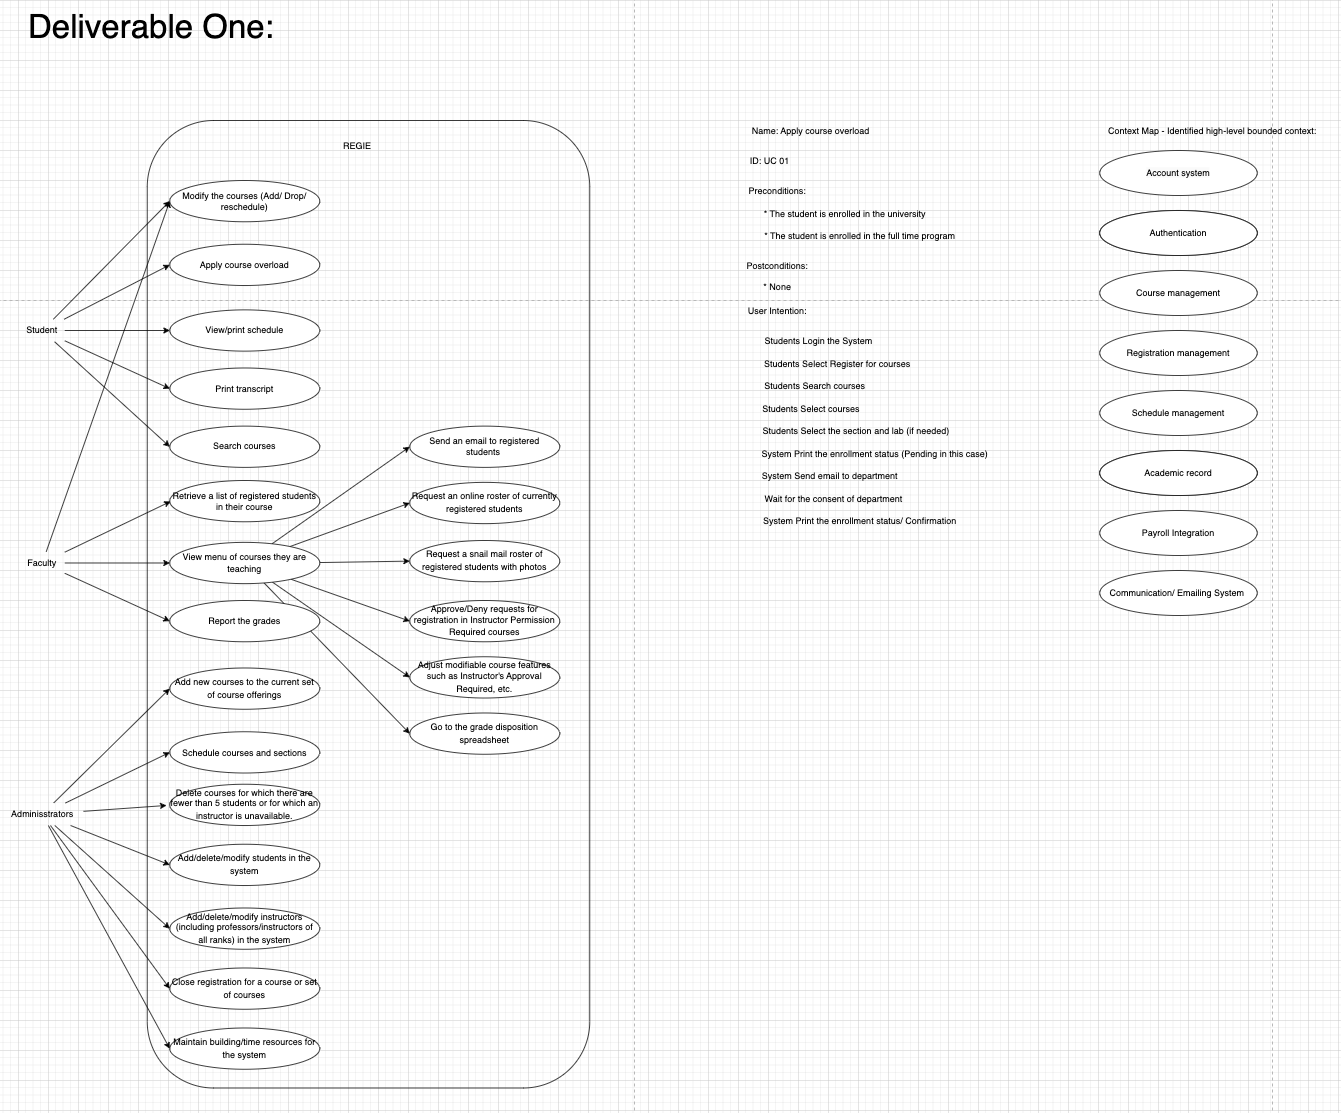 Deliverable One:
REGIE
Student
Faculty
Adminisstrators
Modify the courses (Add/ Drop/
reschedule)
Apply course overload
View/print schedule
Print transcript
Search courses
Retrieve a list of registered students
in their course
View menu of courses they are
teaching
Report the grades
Add new courses to the current set
of course offerings
Schedule courses and sections
Delete courses for which there are
fewer than 5 students or for which an
instructor is unavailable.
Add/delete/modify students in the
system
Add/delete/modify instructors
(including professors/instructors of
all ranks) in the system
Close registration for a course or set
of courses
Maintain building/time resources for
the system
Send an email to registered
students
Request an online roster of currently
registered students
Request a snail mail roster of
registered students with photos
Approve/Deny requests for
registration in Instructor Permission
Required courses
Adjust modifiable course features
such as Instructor's Approval
Required, etc.
Go to the grade disposition
spreadsheet
Name: Apply course overload
ID: UC 01
Preconditions:
* The student is enrolled in the university
* The student is enrolled in the full time program
Postconditions:
* None
User Intention:
Students Login the System
Students Select Register for courses
Students Search courses
Students Select courses
Students Select the section and lab (if needed)
System Print the enrollment status (Pending in this case)
System Send email to department
Wait for the consent of department
System Print the enrollment status/ Confirmation
Context Map - Identified high-level bounded context:
Account system
Authentication
Course management
Registration management
Schedule management
Academic record
Payroll Integration
Communication/ Emailing System